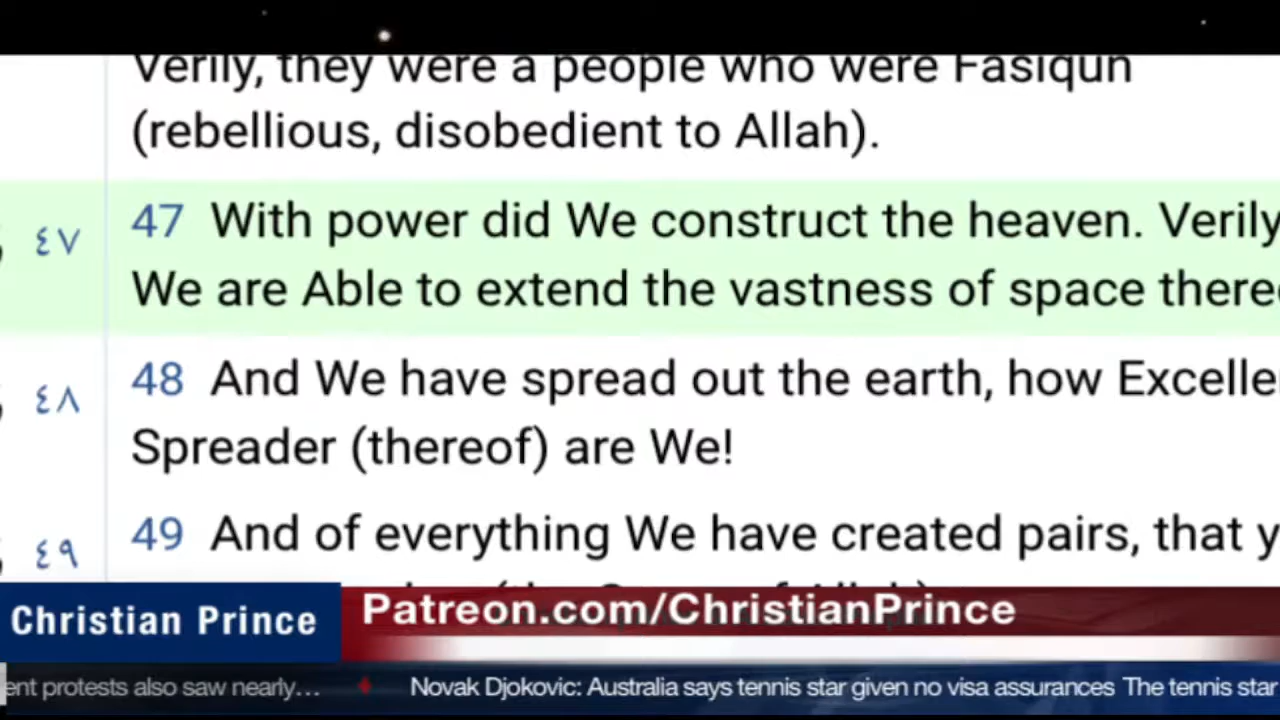 Verily, they were a people who were Fasiqun
(rebellious, disobedient to Allah).
٤٧
47 With power did We construct the heaven. Verily
We are Able to extend the vastness of space
٤٨
48 And We have spread out the earth, how
Spreader (thereof) are We!
٤٩
49 And of everything We have created pairs, that
Christian Prince
Patreon.com/ChristianPrince
protests also saw nearly... Novak Djokovic: Australia says tennis star given no visa assurances The tennis star